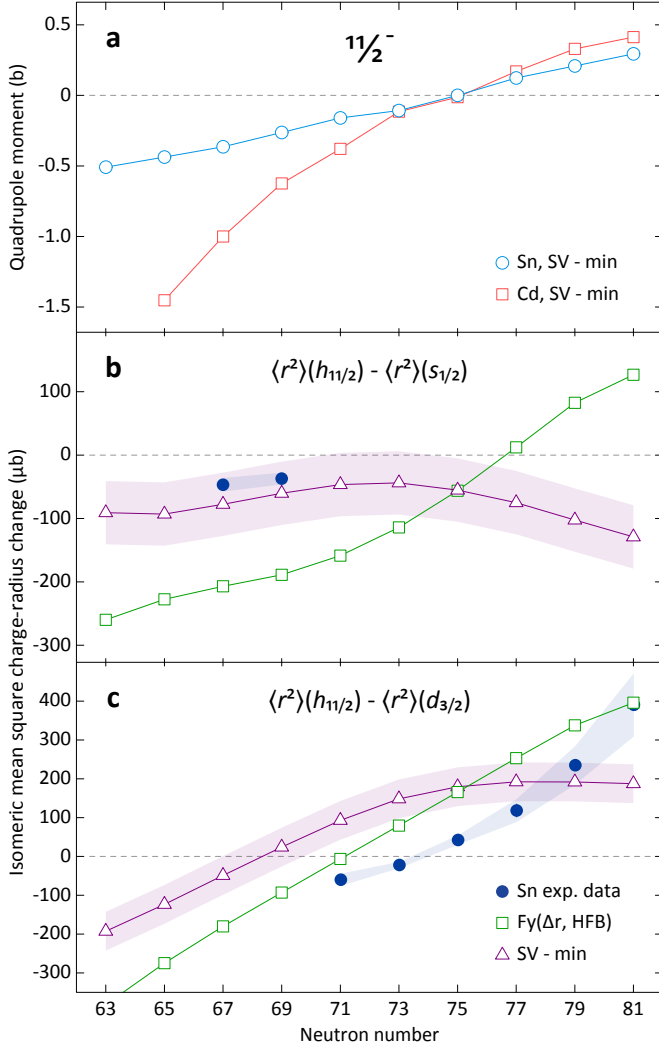 a
11/2⁻
0.5
0
-0.5
-1.0
-1.5
Quadrupole moment (b)
Sn, SV - min
Cd, SV - min
b
⟨r²⟩(h₁₁/₂) - ⟨r²⟩(s₁/₂)
100
0
-100
-200
-300
Isomeric mean square charge-radius change (µb)
c
⟨r²⟩(h₁₁/₂) - ⟨r²⟩(d₃/₂)
400
300
200
100
0
-100
-200
-300
Sn exp. data
Fy(Δr, HFB)
SV - min
63 65 67 69 71 73 75 77 79 81
Neutron number